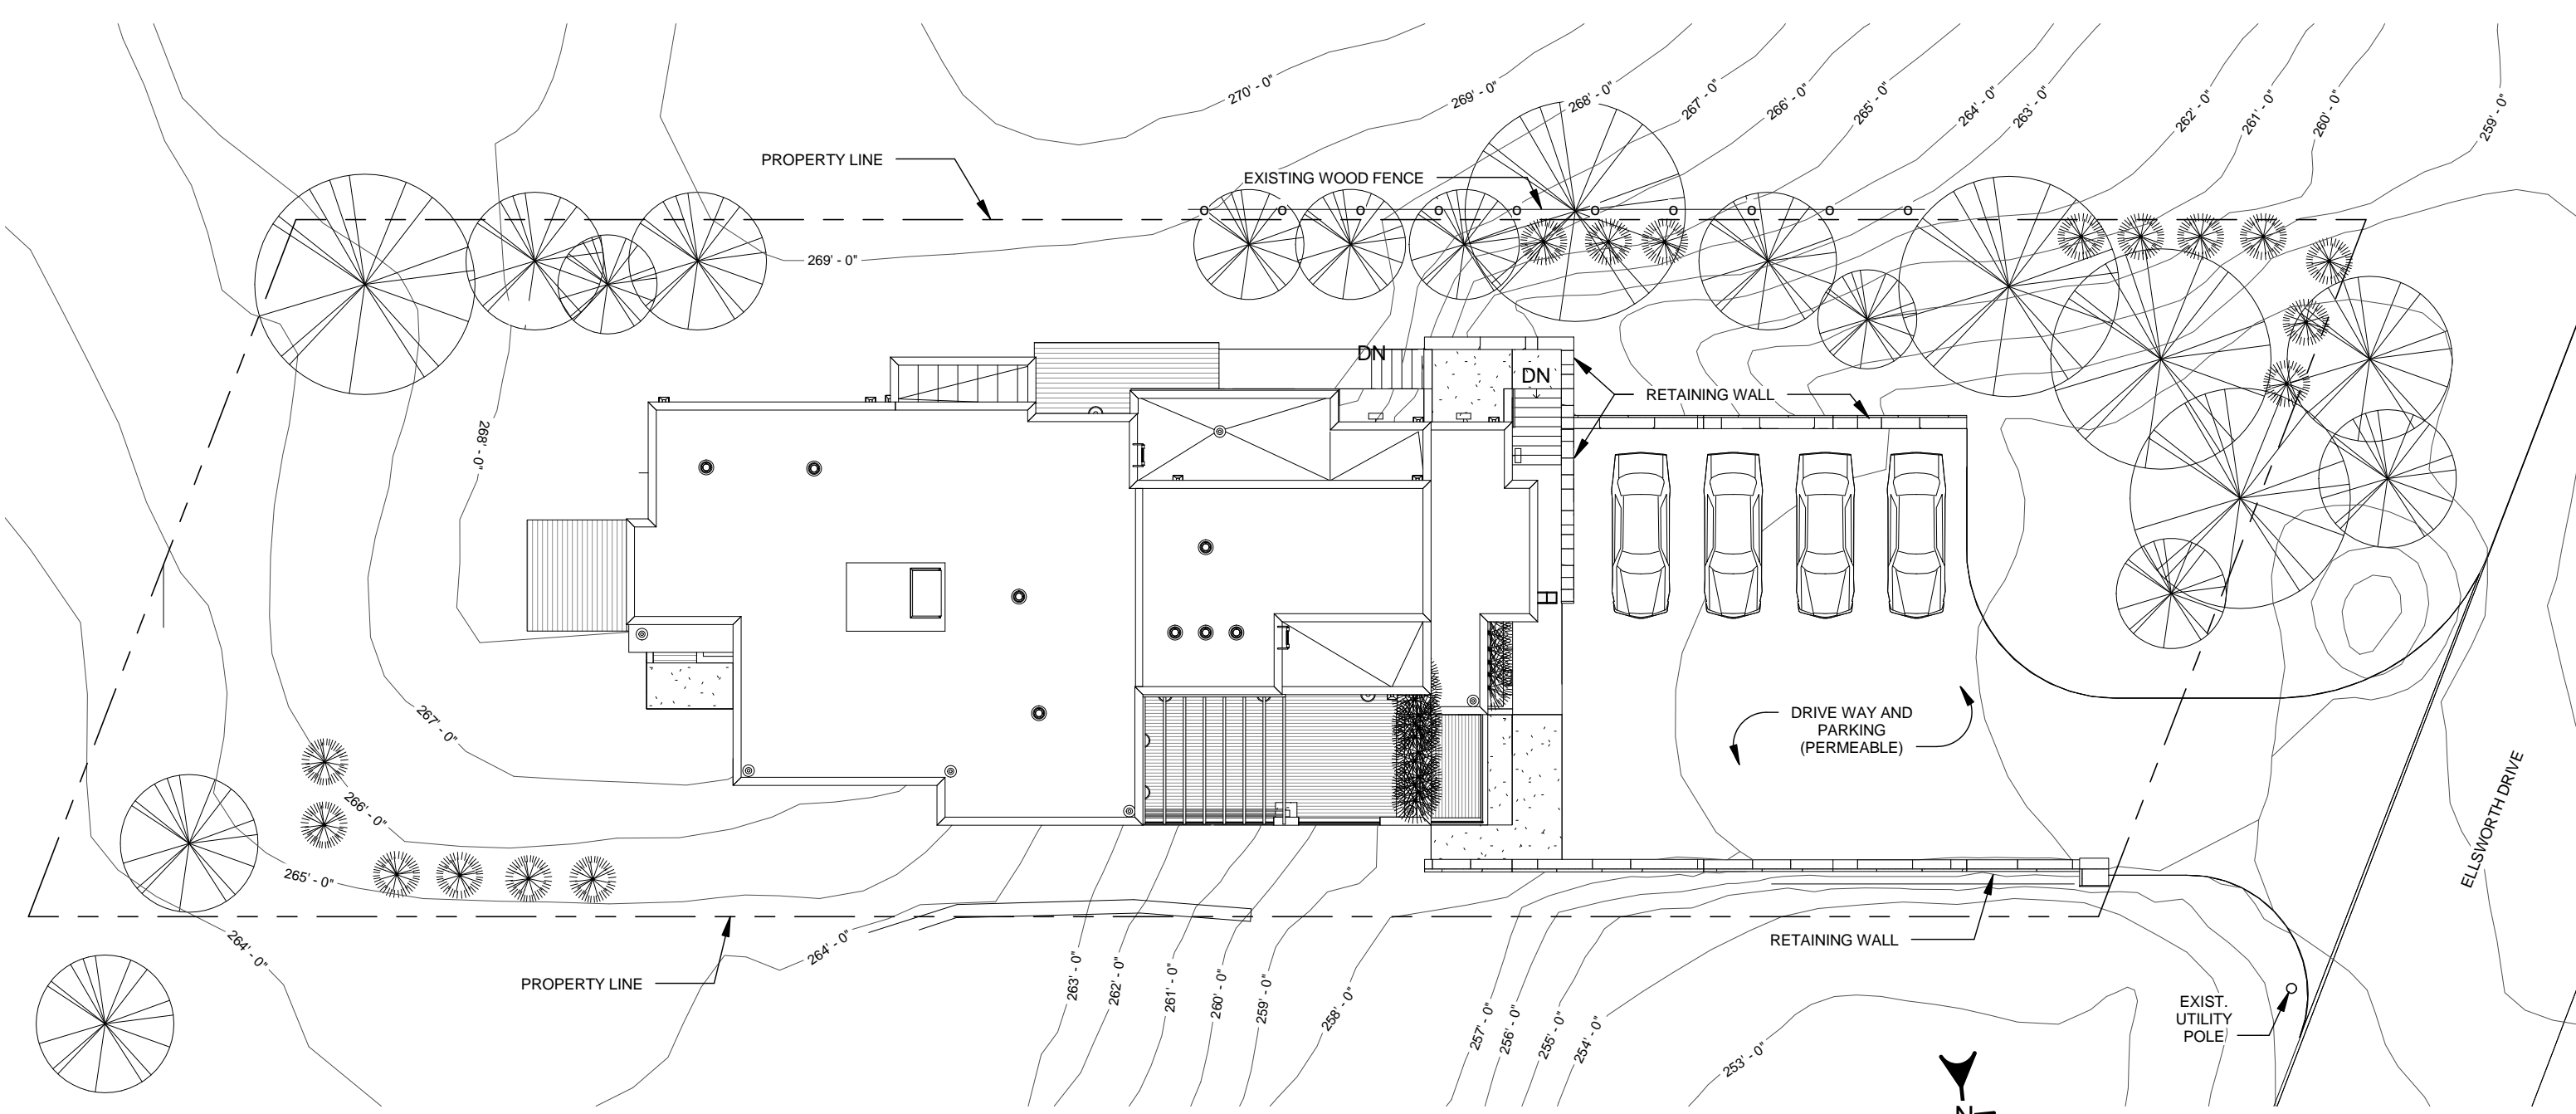 270' - 0"
269' - 0"
268' - 0"
267' - 0"
266' - 0"
265' - 0"
264' - 0"
263' - 0"
262' - 0"
261' - 0"
260' - 0"
259' - 0"
PROPERTY LINE
EXISTING WOOD FENCE
269' - 0"
DN
DN
RETAINING WALL
268' - 0"
267' - 0"
DRIVE WAY AND
PARKING
(PERMEABLE)
ELLSWORTH DRIVE
266' - 0"
265' - 0"
264' - 0"
264' - 0"
PROPERTY LINE
263' - 0"
262' - 0"
261' - 0"
260' - 0"
259' - 0"
258' - 0"
257' - 0"
256' - 0"
255' - 0"
254' - 0"
253' - 0"
RETAINING WALL
EXIST.
UTILITY
POLE
N